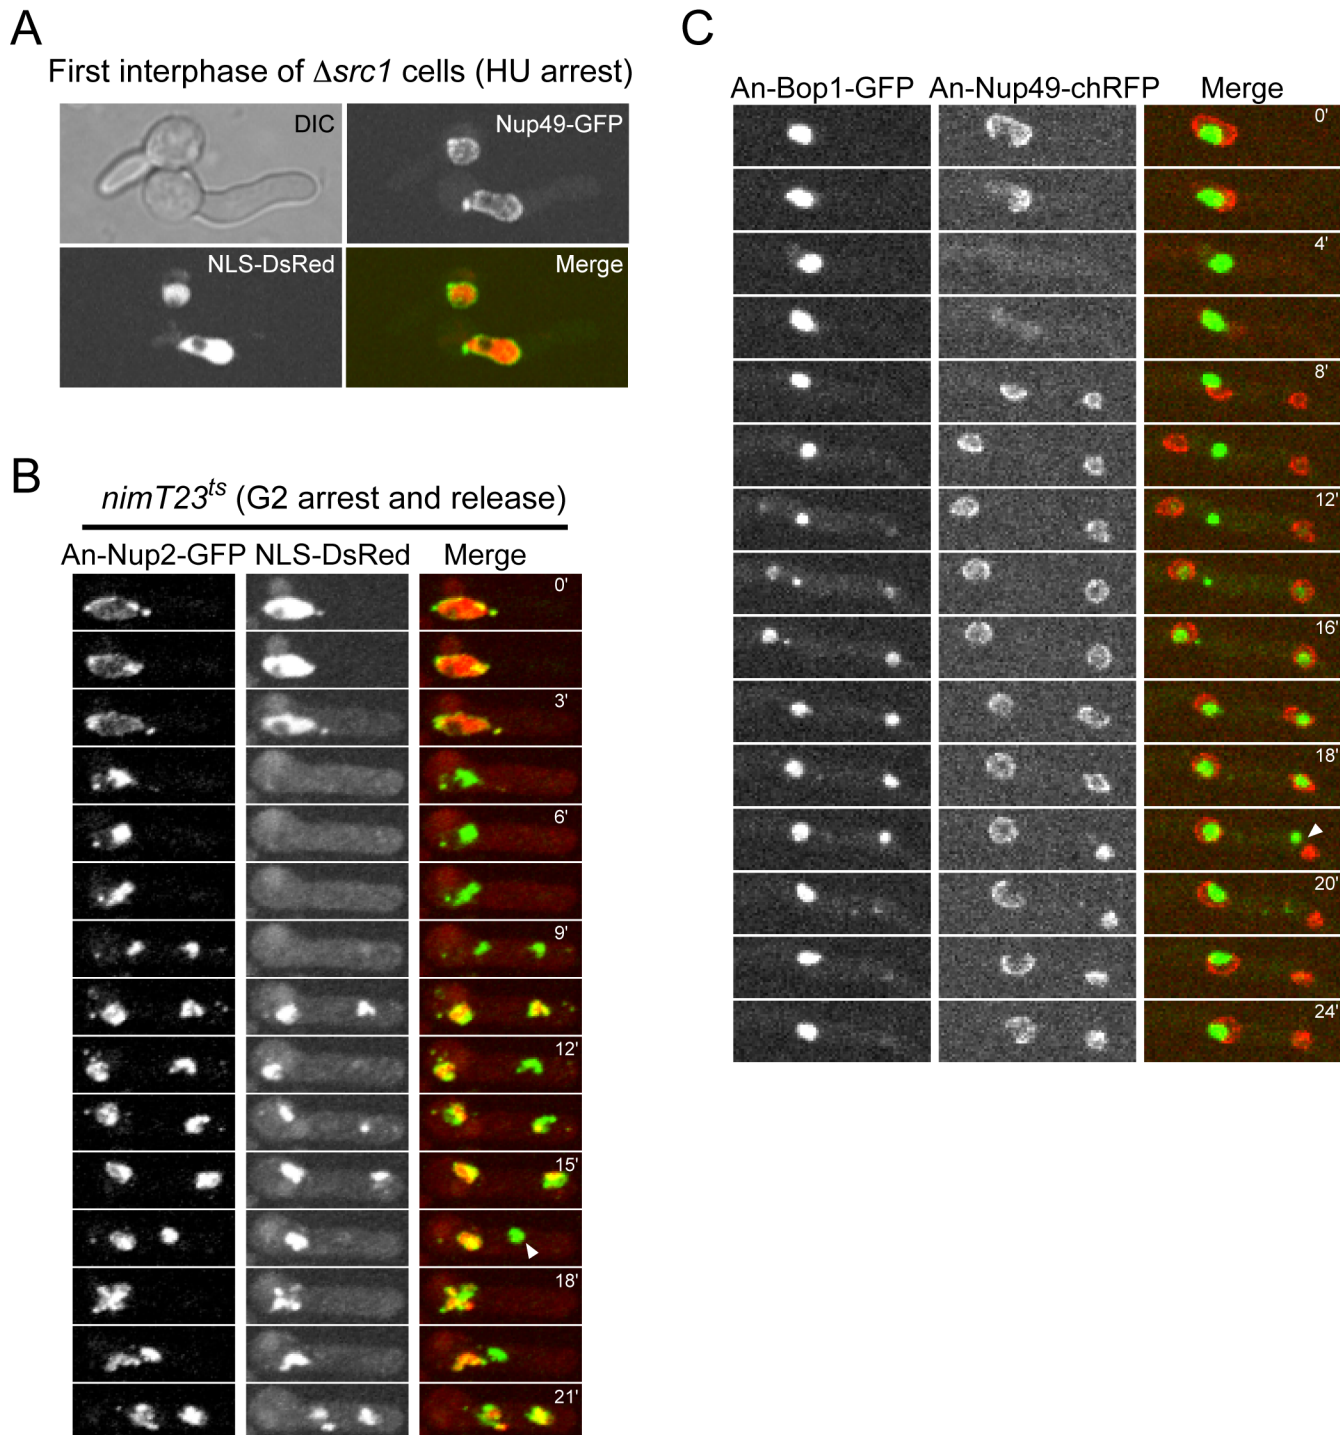 A
First interphase of Δsrc1 cells (HU arrest)
DIC
Nup49-GFP
NLS-DsRed
Merge
B
nimT23ts (G2 arrest and release)
An-Nup2-GFP NLS-DsRed Merge
0'
3'
6'
9'
12'
15'
18'
21'
C
An-Bop1-GFP An-Nup49-chRFP Merge
0'
4'
8'
12'
16'
18'
20'
24'